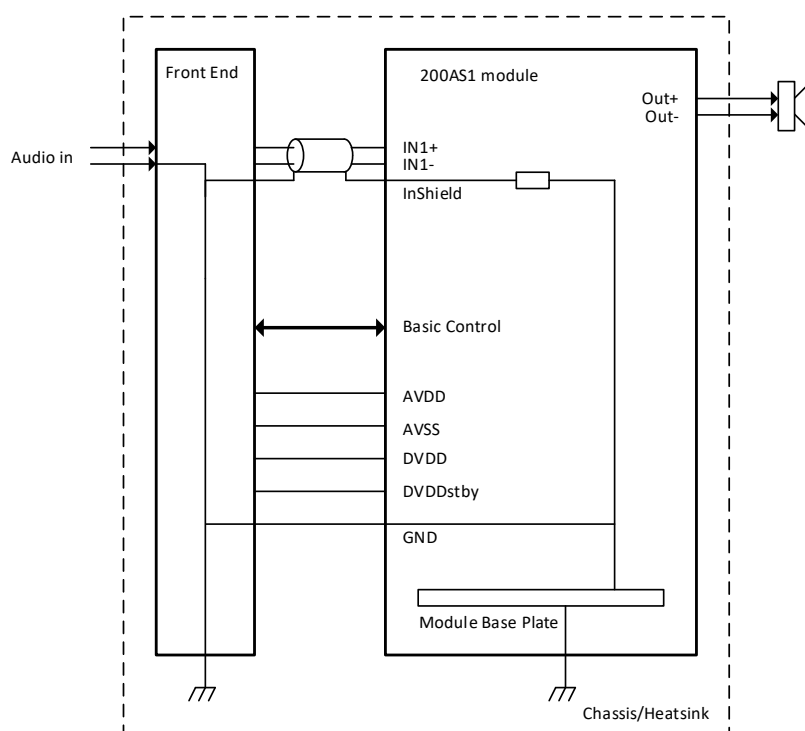 Front End
200AS1 module
Out+
Out-
Audio in
IN1+
IN1-
InShield
Basic Control
AVDD
AVSS
DVDD
DVDDstby
GND
Module Base Plate
Chassis/Heatsink